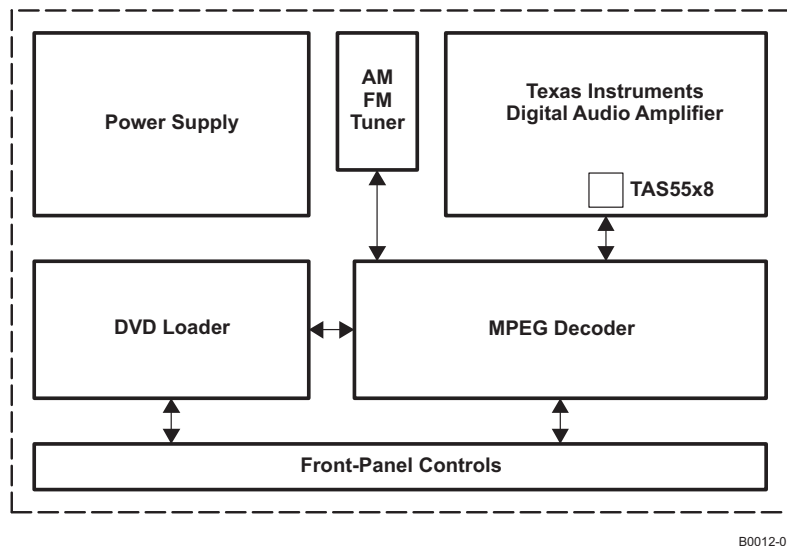 Power Supply
AM
FM
Tuner
Texas Instruments
Digital Audio Amplifier
TAS55x8
DVD Loader
MPEG Decoder
Front-Panel Controls
B0012-0